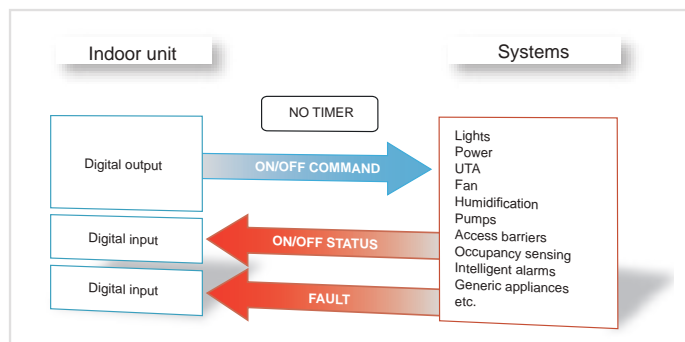 Indoor unit
Systems
NO TIMER
Digital output
ON/OFF COMMAND
Digital input
ON/OFF STATUS
Digital input
FAULT
Lights
Power
UTA
Fan
Humidification
Pumps
Access barriers
Occupancy sensing
Intelligent alarms
Generic appliances
etc.